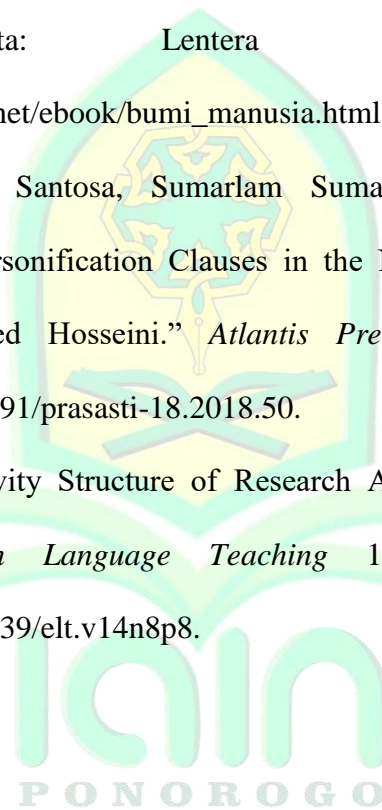 ta: Lentera
net/ebook/bumi_manusia.html
Santosa, Sumarlam Suma
rsonification Clauses in the
ed Hosseini.” Atlantis Pre
91/prasasti-18.2018.50.
vity Structure of Research A
Language Teaching 1
39/elt.v14n8p8.
iain
PONOROGO